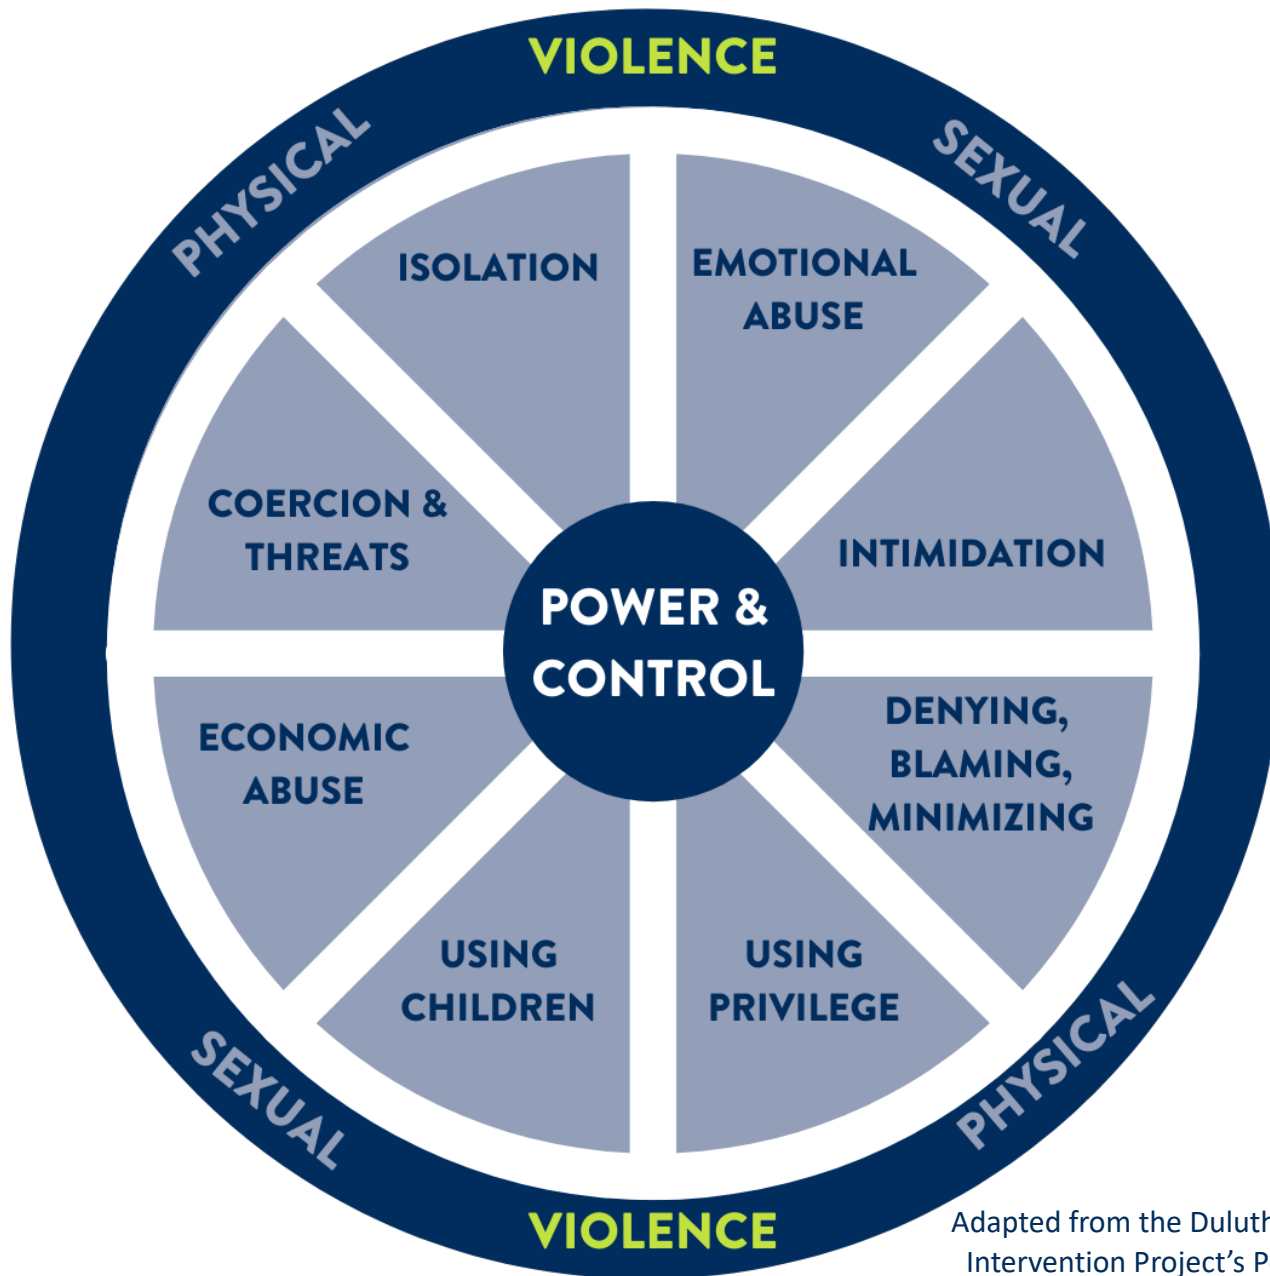 VIOLENCE
PHYSICAL
SEXUAL
ISOLATION
EMOTIONAL
ABUSE
COERCION &
THREATS
INTIMIDATION
POWER &
CONTROL
ECONOMIC
ABUSE
DENYING,
BLAMING,
MINIMIZING
USING
CHILDREN
USING
PRIVILEGE
SEXUAL
PHYSICAL
VIOLENCE
Adapted from the Duluth
Intervention Project's P